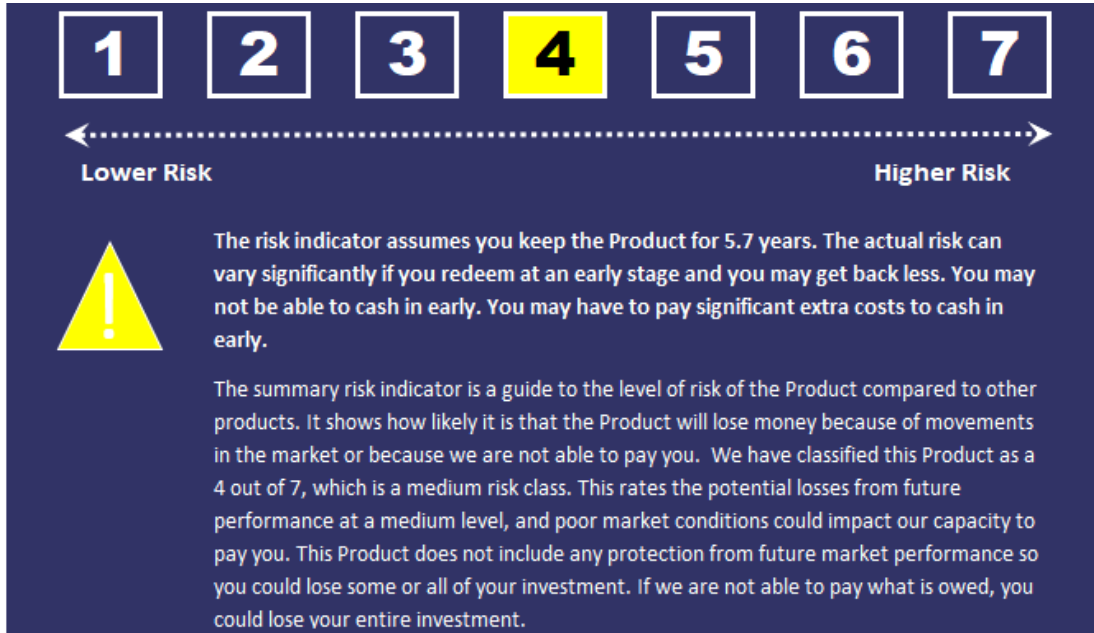 1 2 3 4 5 6 7
Lower Risk Higher Risk
!
The risk indicator assumes you keep the Product for 5.7 years. The actual risk can
vary significantly if you redeem at an early stage and you may get back less. You may
not be able to cash in early. You may have to pay significant extra costs to cash in
early.
The summary risk indicator is a guide to the level of risk of the Product compared to other
products. It shows how likely it is that the Product will lose money because of movements
in the market or because we are not able to pay you. We have classified this Product as a
4 out of 7, which is a medium risk class. This rates the potential losses from future
performance at a medium level, and poor market conditions could impact our capacity to
pay you. This Product does not include any protection from future market performance so
you could lose some or all of your investment. If we are not able to pay what is owed, you
could lose your entire investment.